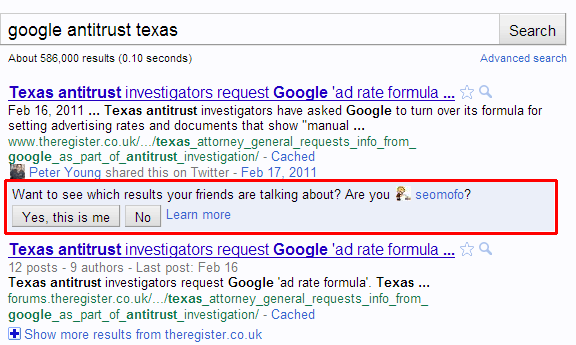 google antitrust texas
Search
About 586,000 results (0.10 seconds)
Advanced search
Texas antitrust investigators request Google 'ad rate formula ...
Feb 16, 2011 ... Texas antitrust investigators have asked Google to turn over its formula for
setting advertising rates and documents that show "manual ...
www.theregister.co.uk/.../texas_attorney_general_requests_info_from_
google_as_part_of_antitrust_investigation/ - Cached
Peter Young shared this on Twitter - Feb 17, 2011
Want to see which results your friends are talking about? Are you seomofo?
Yes, this is me
No
Learn more
Texas antitrust investigators request Google 'ad rate formula ...
12 posts - 9 authors - Last post: Feb 16
Texas antitrust investigators request Google 'ad rate formula'. Texas ...
forums.theregister.co.uk/.../texas_attorney_general_requests_info_from_
google_as_part_of_antitrust_investigation/ - Cached
Show more results from theregister.co.uk